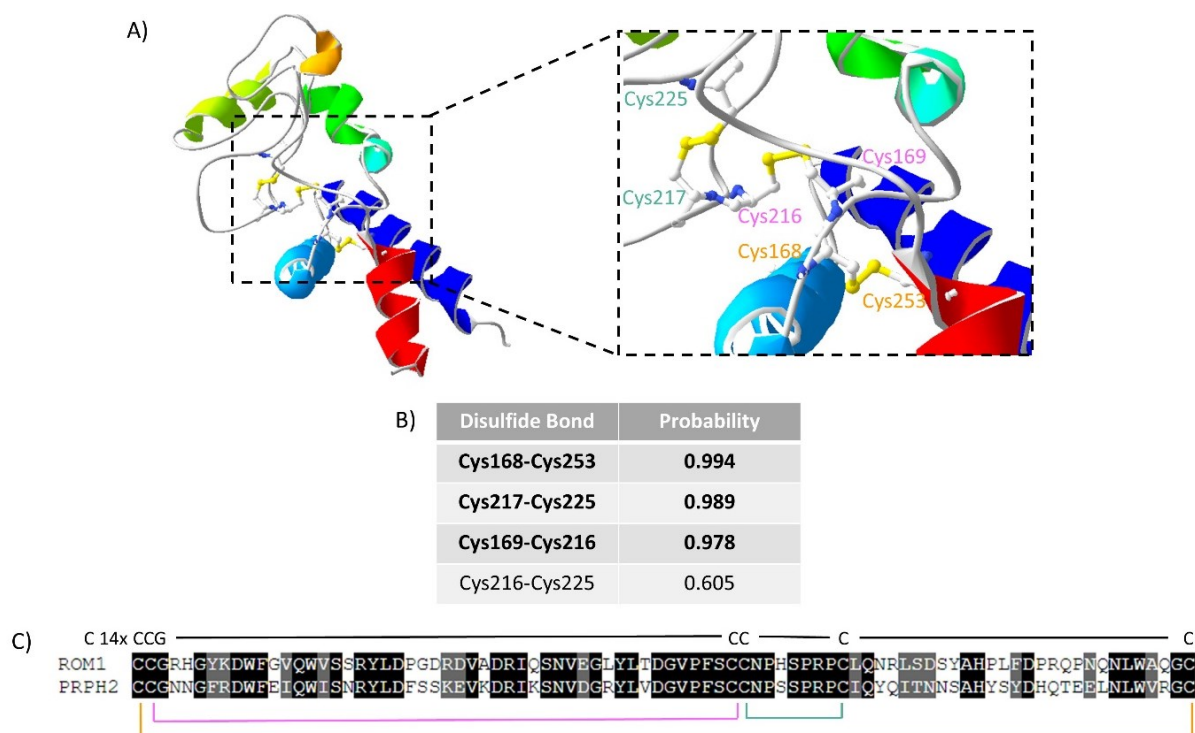 A)
Cys225
Cys169
Cys217
Cys216
Cys168
Cys253
B)
Disulfide Bond Probability
Cys168-Cys253 0.994
Cys217-Cys225 0.989
Cys169-Cys216 0.978
Cys216-Cys225 0.605
C)
C 14x CCG CC C C
ROM1 CCGRHGYKDWFGVQWVSSRYLDPGDRDVADRIQSNVEGLYLTDGVPFSCCNPHSPRPCLQNRLSDSYAHPLFDPRQPNQNLWAQGC
PRPH2 CCGNNGFRDWFEIQWISNRYLDFSSKEVKDRIKSNVDGRYLVDGVPFSCCNPSSPRPCIQYQITNNSAHYSYDHQTEELNLWVRGC